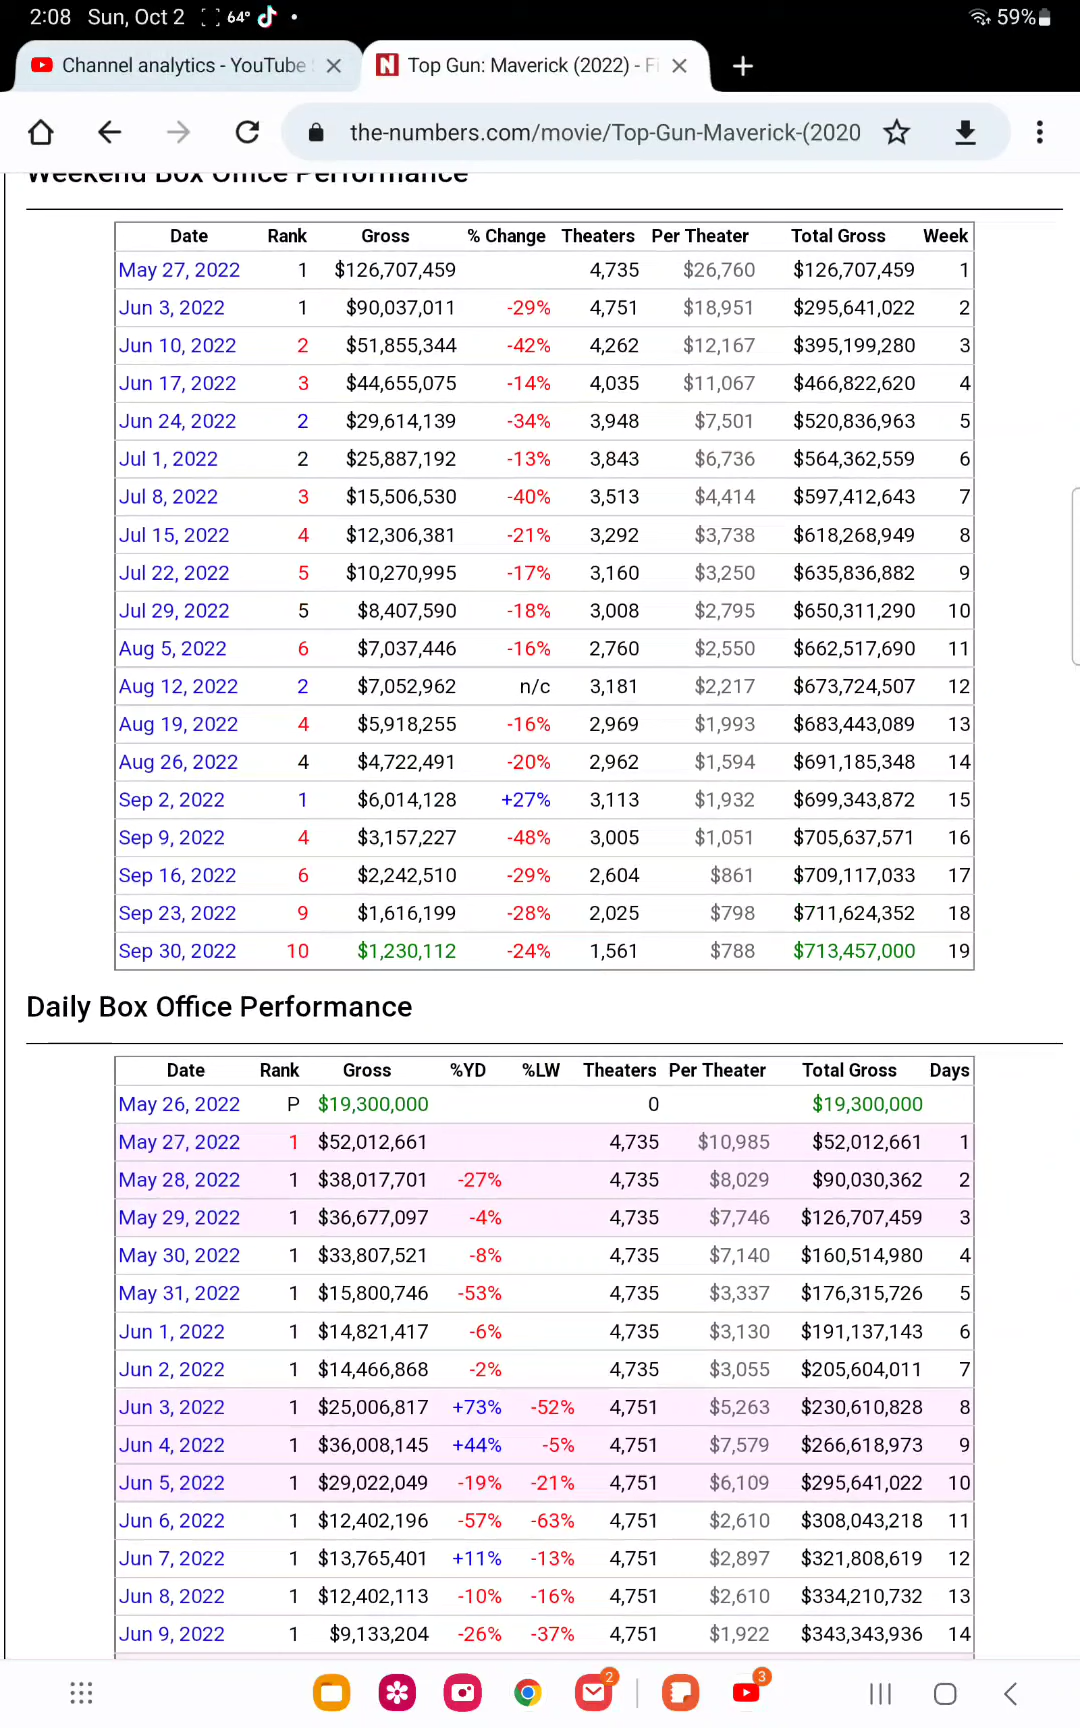 2:08 Sun, Oct 2 64° 59%
Channel analytics - YouTube
Top Gun: Maverick (2022) - Fi
the-numbers.com/movie/Top-Gun-Maverick-(2020
Weekend Box Office Performance
Date Rank Gross % Change Theaters Per Theater Total Gross Week
May 27, 2022 1 $126,707,459 4,735 $26,760 $126,707,459 1
Jun 3, 2022 1 $90,037,011 -29% 4,751 $18,951 $295,641,022 2
Jun 10, 2022 2 $51,855,344 -42% 4,262 $12,167 $395,199,280 3
Jun 17, 2022 3 $44,655,075 -14% 4,035 $11,067 $466,822,620 4
Jun 24, 2022 2 $29,614,139 -34% 3,948 $7,501 $520,836,963 5
Jul 1, 2022 2 $25,887,192 -13% 3,843 $6,736 $564,362,559 6
Jul 8, 2022 3 $15,506,530 -40% 3,513 $4,414 $597,412,643 7
Jul 15, 2022 4 $12,306,381 -21% 3,292 $3,738 $618,268,949 8
Jul 22, 2022 5 $10,270,995 -17% 3,160 $3,250 $635,836,882 9
Jul 29, 2022 5 $8,407,590 -18% 3,008 $2,795 $650,311,290 10
Aug 5, 2022 6 $7,037,446 -16% 2,760 $2,550 $662,517,690 11
Aug 12, 2022 2 $7,052,962 n/c 3,181 $2,217 $673,724,507 12
Aug 19, 2022 4 $5,918,255 -16% 2,969 $1,993 $683,443,089 13
Aug 26, 2022 4 $4,722,491 -20% 2,962 $1,594 $691,185,348 14
Sep 2, 2022 1 $6,014,128 +27% 3,113 $1,932 $699,343,872 15
Sep 9, 2022 4 $3,157,227 -48% 3,005 $1,051 $705,637,571 16
Sep 16, 2022 6 $2,242,510 -29% 2,604 $861 $709,117,033 17
Sep 23, 2022 9 $1,616,199 -28% 2,025 $798 $711,624,352 18
Sep 30, 2022 10 $1,230,112 -24% 1,561 $788 $713,457,000 19
Daily Box Office Performance
Date Rank Gross %YD %LW Theaters Per Theater Total Gross Days
May 26, 2022 P $19,300,000 0 $19,300,000
May 27, 2022 1 $52,012,661 4,735 $10,985 $52,012,661 1
May 28, 2022 1 $38,017,701 -27% 4,735 $8,029 $90,030,362 2
May 29, 2022 1 $36,677,097 -4% 4,735 $7,746 $126,707,459 3
May 30, 2022 1 $33,807,521 -8% 4,735 $7,140 $160,514,980 4
May 31, 2022 1 $15,800,746 -53% 4,735 $3,337 $176,315,726 5
Jun 1, 2022 1 $14,821,417 -6% 4,735 $3,130 $191,137,143 6
Jun 2, 2022 1 $14,466,868 -2% 4,735 $3,055 $205,604,011 7
Jun 3, 2022 1 $25,006,817 +73% -52% 4,751 $5,263 $230,610,828 8
Jun 4, 2022 1 $36,008,145 +44% -5% 4,751 $7,579 $266,618,973 9
Jun 5, 2022 1 $29,022,049 -19% -21% 4,751 $6,109 $295,641,022 10
Jun 6, 2022 1 $12,402,196 -57% -63% 4,751 $2,610 $308,043,218 11
Jun 7, 2022 1 $13,765,401 +11% -13% 4,751 $2,897 $321,808,619 12
Jun 8, 2022 1 $12,402,113 -10% -16% 4,751 $2,610 $334,210,732 13
Jun 9, 2022 1 $9,133,204 -26% -37% 4,751 $1,922 $343,343,936 14
2
3